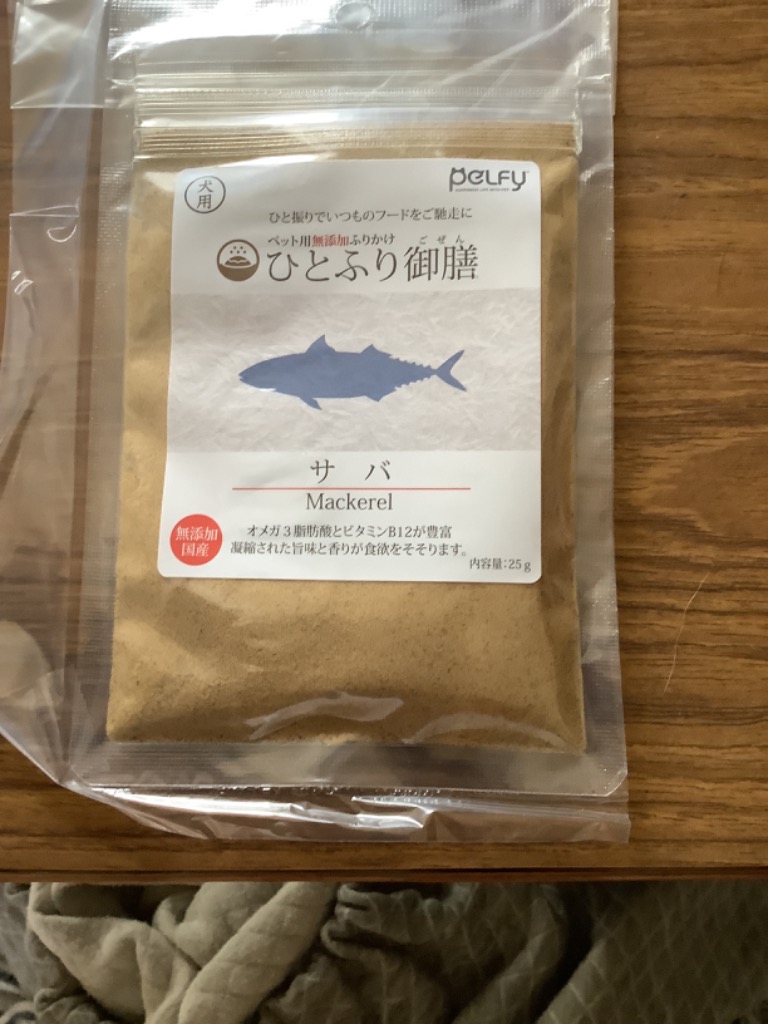 PELFY
犬用
ひと振りでいつものフードをご馳走に
ペット用無添加ふりかけ
ごぜん
ひとふり御膳
サバ
Mackerel
無添加
国産
オメガ3脂肪酸とビタミンB12が豊富
凝縮された旨味と香りが食欲をそそります。
内容量:25g